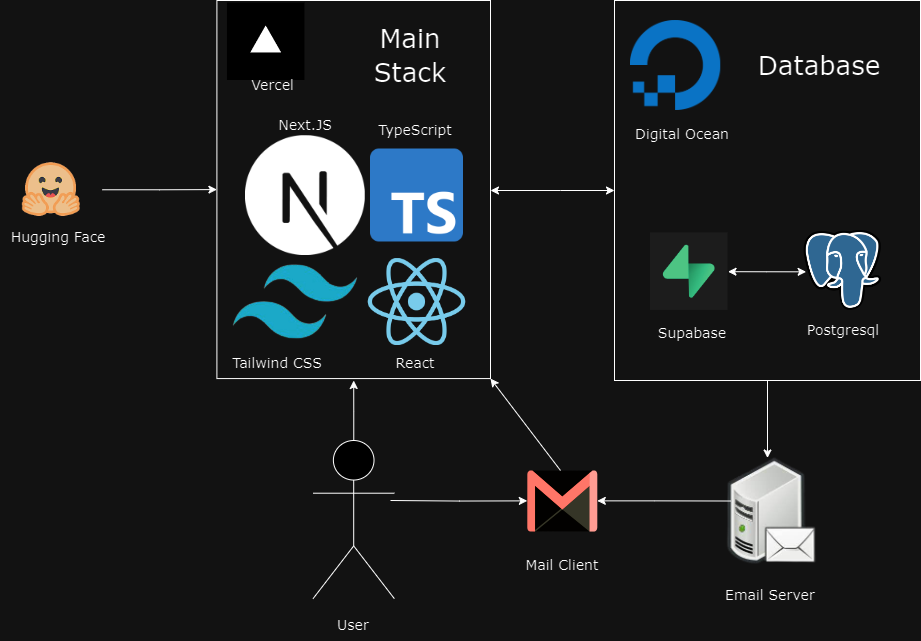 Main
Stack
Vercel
Next.JS
TypeScript
TS
Tailwind CSS
React
Database
Digital Ocean
Supabase
Postgresql
Hugging Face
User
Mail Client
Email Server